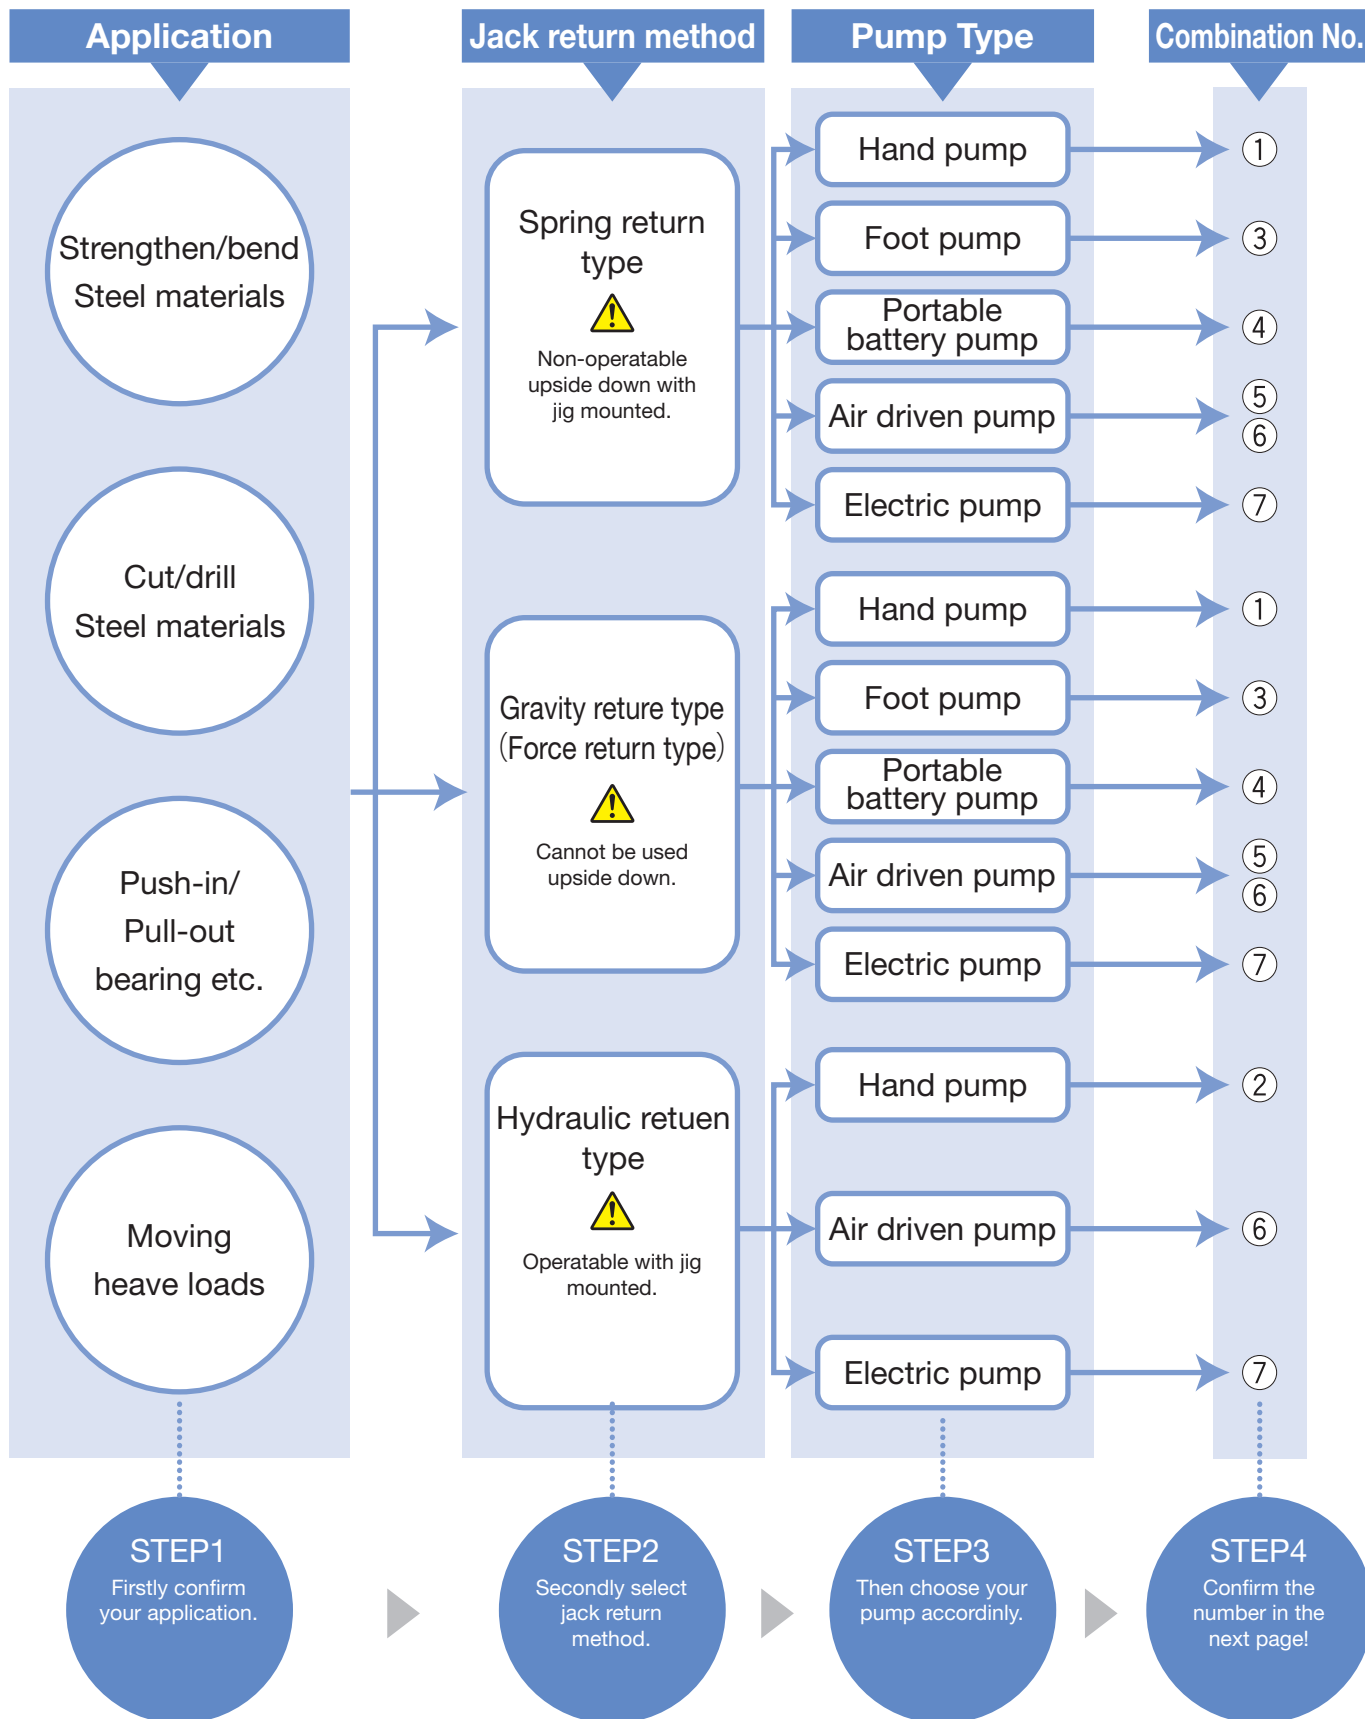 Application
Jack return method
Pump Type
Combination No.
Strengthen/bend
Steel materials
Cut/drill
Steel materials
Push-in/
Pull-out
bearing etc.
Moving
heave loads
Spring return
type
Non-operatable
upside down with
jig mounted.
Gravity reture type
(Force return type)
Cannot be used
upside down.
Hydraulic retuen
type
Operatable with jig
mounted.
Hand pump
①
Foot pump
③
Portable
battery pump
④
Air driven pump
⑤
⑥
Electric pump
⑦
Hand pump
①
Foot pump
③
Portable
battery pump
④
Air driven pump
⑤
⑥
Electric pump
⑦
Hand pump
②
Air driven pump
⑥
Electric pump
⑦
STEP1
Firstly confirm
your application.
STEP2
Secondly select
jack return
method.
STEP3
Then choose your
pump accordinly.
STEP4
Confirm the
number in the
next page!